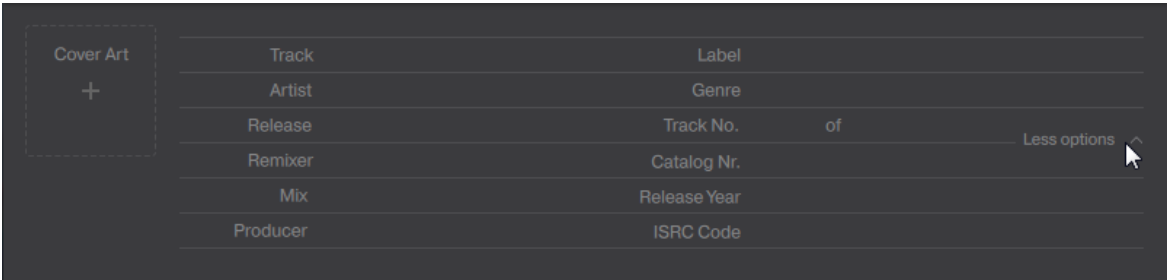 Cover Art
+
Track Label
Artist Genre
Release Track No. of
Less options
Remixer Catalog Nr.
Mix Release Year
Producer ISRC Code